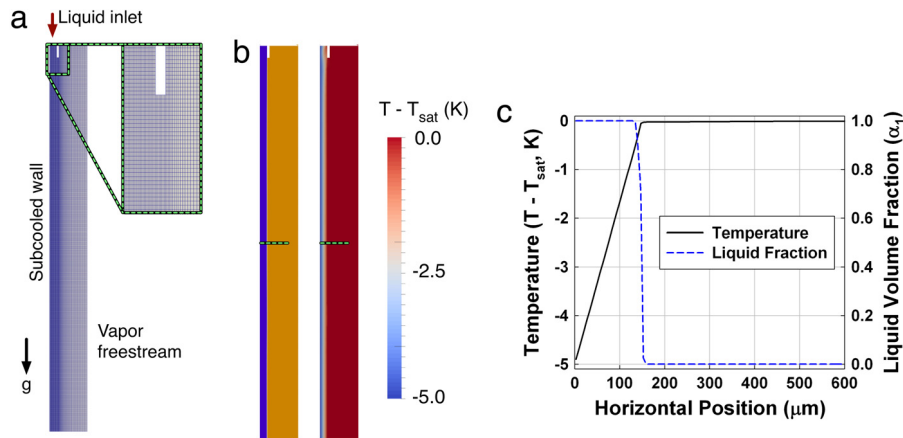 a
Liquid inlet
Subcooled wall
Vapor
freestream
g
b
T - T_sat (K)
0.0
-2.5
-5.0
c
Temperature (T - T_sat, K)
0
-1
-2
-3
-4
-5
Temperature
Liquid Fraction
1.0
0.8
0.6
0.4
0.2
0.0
Liquid Volume Fraction (α_1)
0 100 200 300 400 500 600
Horizontal Position (μm)